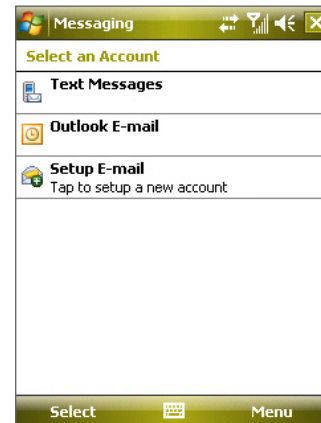 Messaging
Select an Account
Text Messages
Outlook E-mail
Setup E-mail
Tap to setup a new account
Select Menu